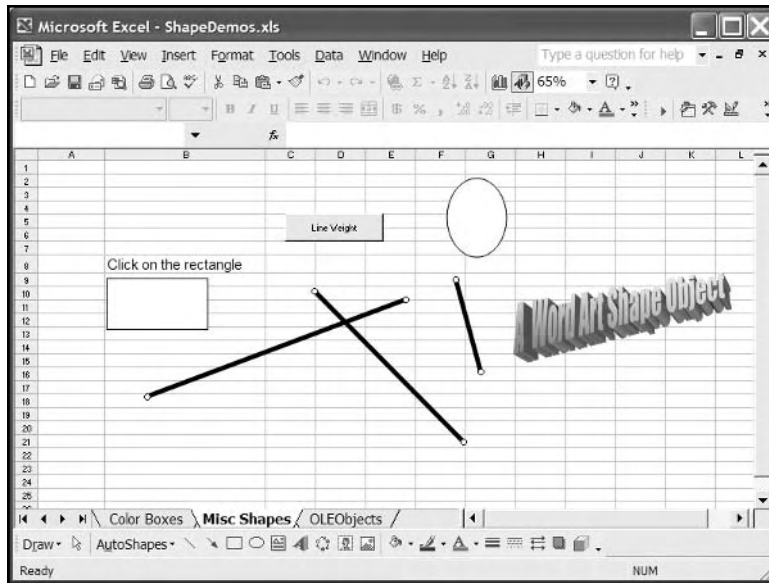 Microsoft Excel - ShapeDemos.xls
File Edit View Insert Format Tools Data Window Help Type a question for help
65%
B I U
fx
A B C D E F G H I J K L
1
2
3
4
5
Line Weight
6
7
8
Click on the rectangle
9
10
A Word Art Shape Object
11
12
13
14
15
16
17
18
19
20
21
22
23
24
25
Color Boxes Misc Shapes OLEObjects
Draw AutoShapes
Ready NUM